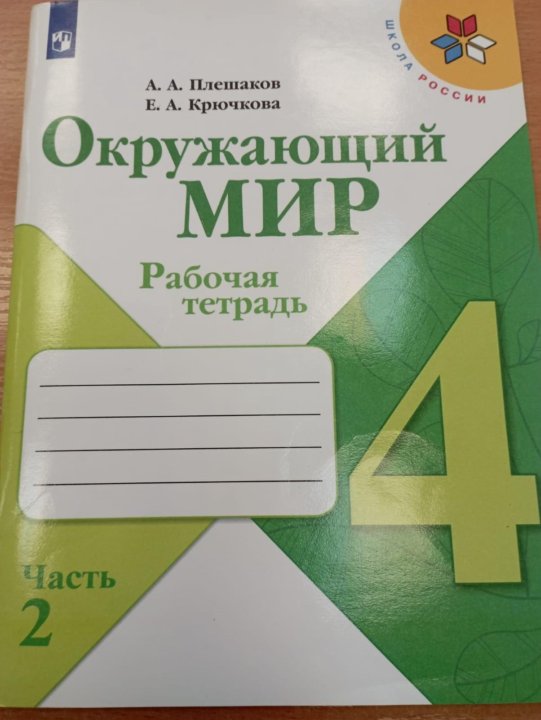 ШКОЛА РОССИИ
А. А. Плешаков
Е. А. Крючкова
Окружающий
МИР
Рабочая
тетрадь
4
Часть
2